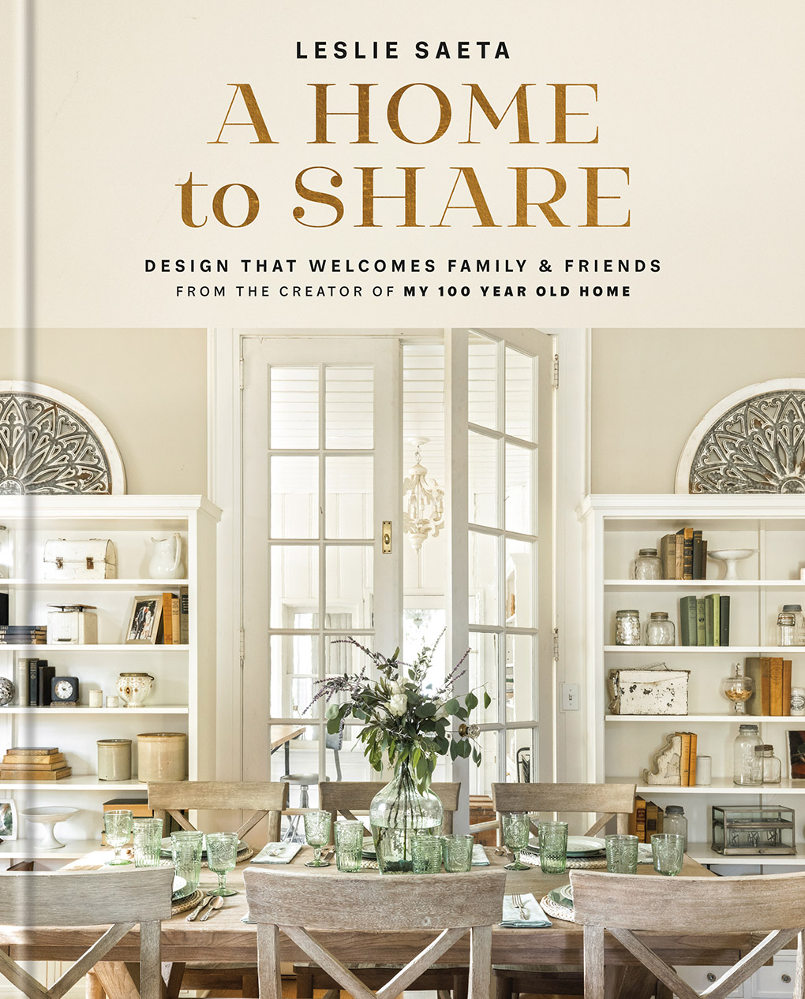 LESLIE SAETA
A HOME
to SHARE
DESIGN THAT WELCOMES FAMILY & FRIENDS
FROM THE CREATOR OF MY 100 YEAR OLD HOME